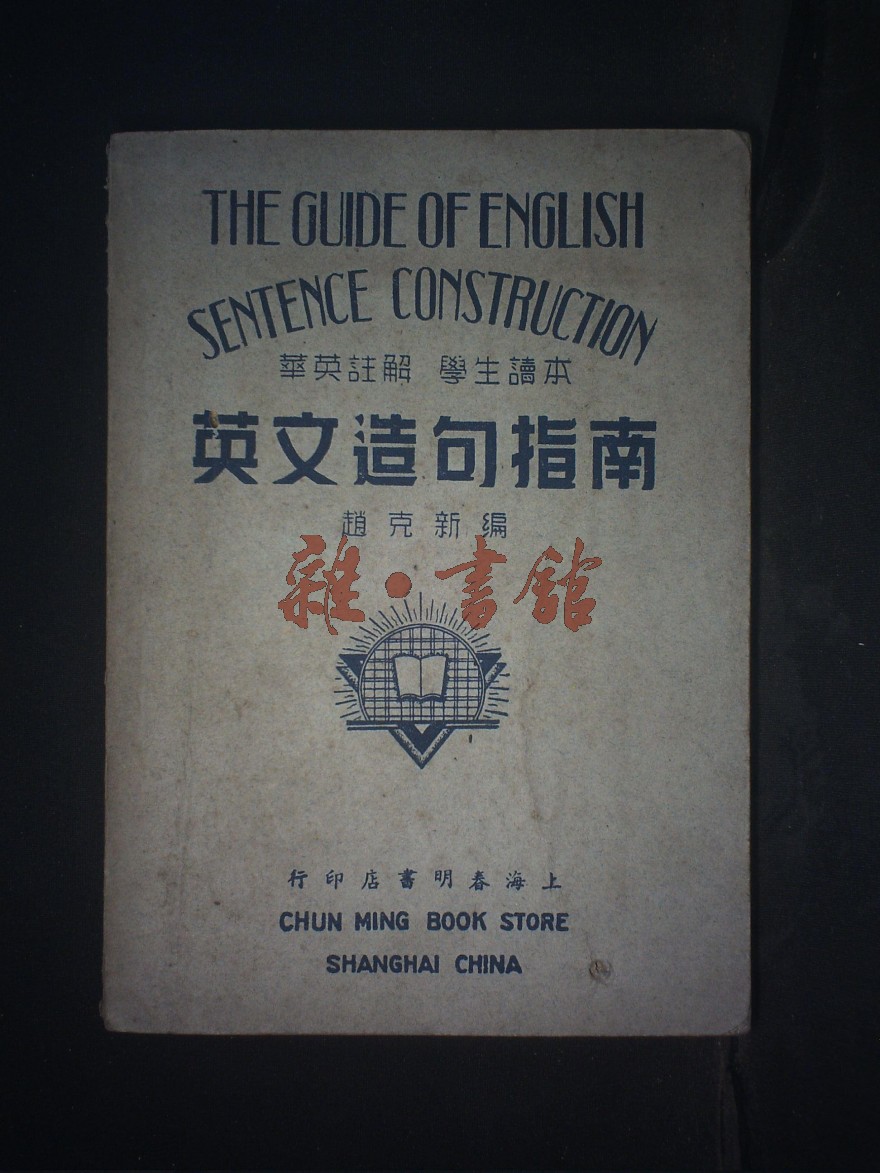 THE GUIDE OF ENGLISH
SENTENCE CONSTRUCTION
華英註解 學生讀本
英文造句指南
趙克新編
雜·書館
行印店書明春海上
CHUN MING BOOK STORE
SHANGHAI CHINA